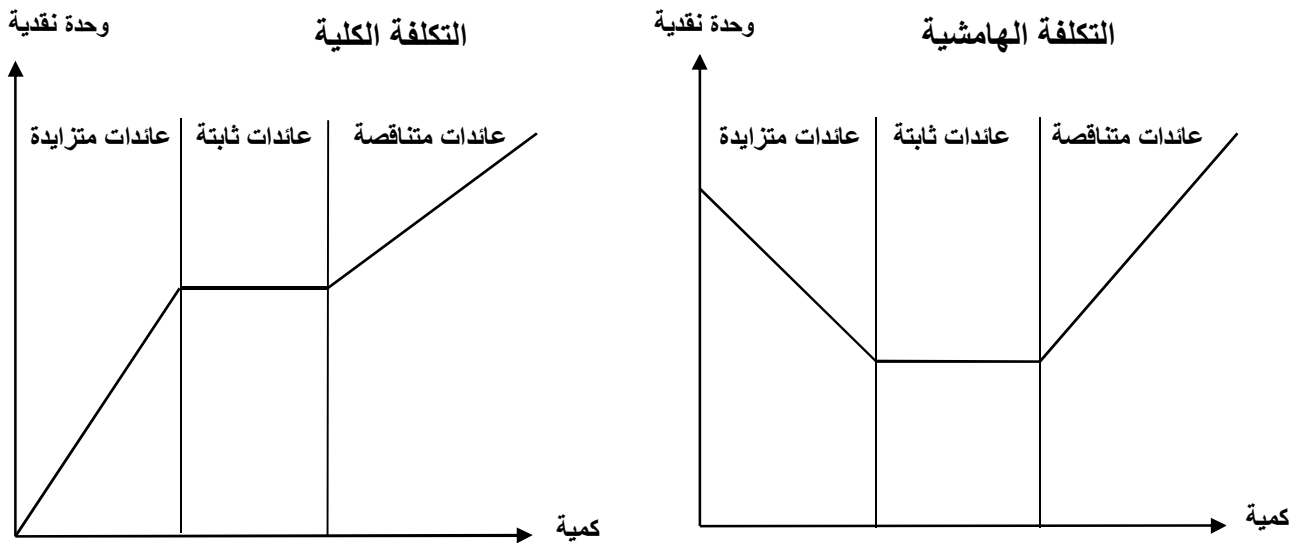 التكلفة الهامشية
وحدة نقدية
عائدات متزايدة
عائدات ثابتة
عائدات متناقصة
كمية
التكلفة الكلية
وحدة نقدية
عائدات متزايدة
عائدات ثابتة
عائدات متناقصة
كمية